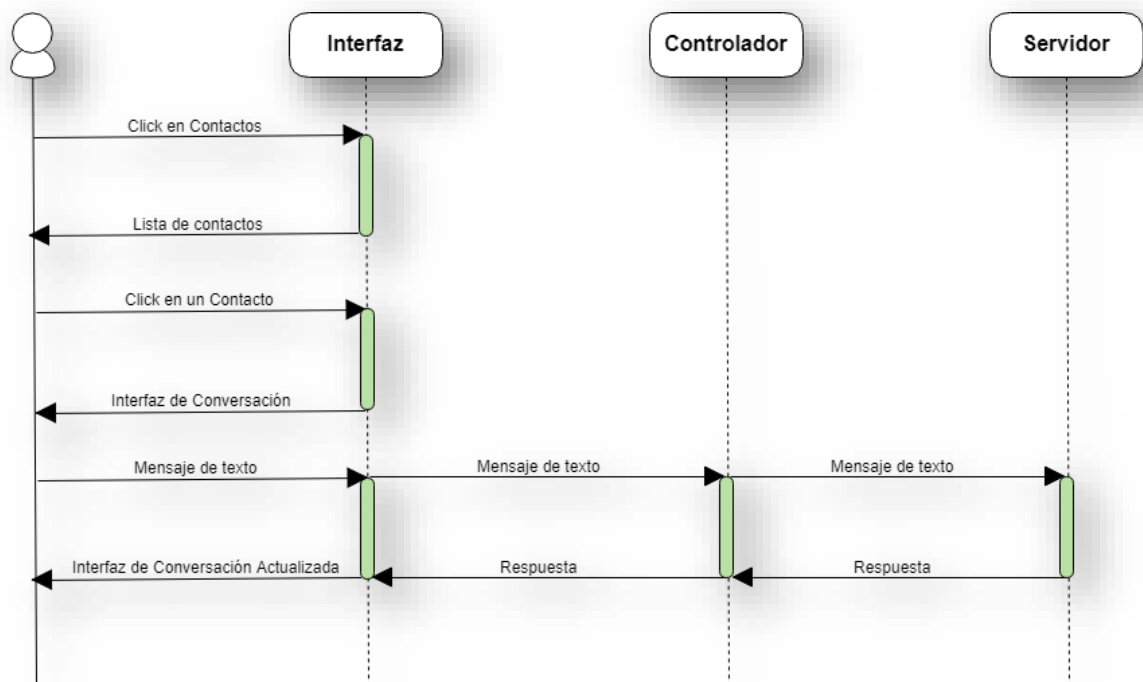 Interfaz
Controlador
Servidor
Click en Contactos
Lista de contactos
Click en un Contacto
Interfaz de Conversación
Mensaje de texto
Mensaje de texto
Mensaje de texto
Interfaz de Conversación Actualizada
Respuesta
Respuesta